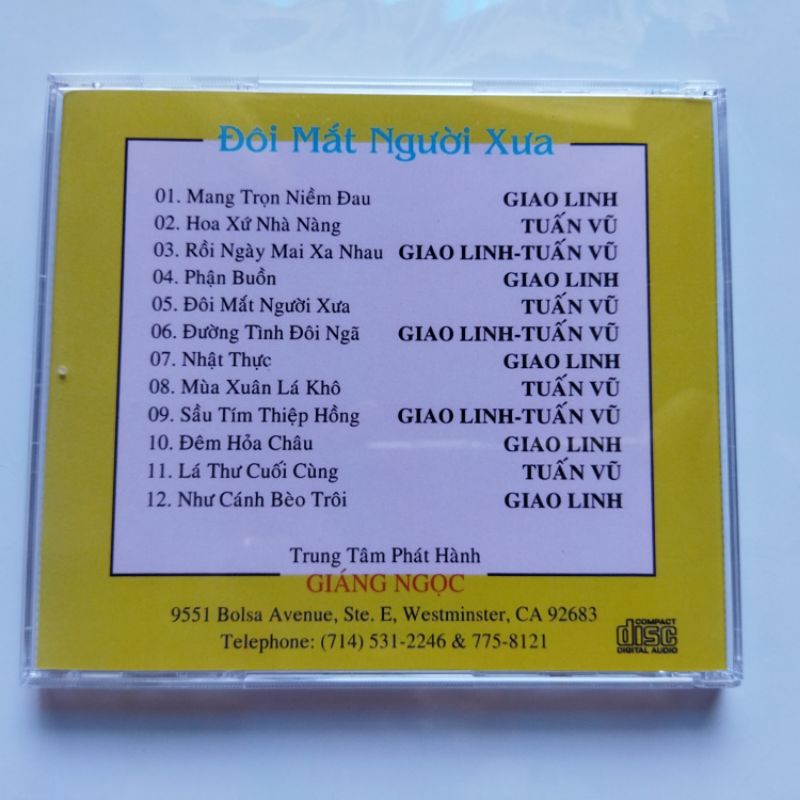 Đôi Mắt Người Xưa
01. Mang Trọn Niềm Đau GIAO LINH
02. Hoa Xứ Nhà Nàng TUẤN VŨ
03. Rồi Ngày Mai Xa Nhau GIAO LINH-TUẤN VŨ
04. Phận Buồn GIAO LINH
05. Đôi Mắt Người Xưa TUẤN VŨ
06. Đường Tình Đôi Ngã GIAO LINH-TUẤN VŨ
07. Nhật Thực GIAO LINH
08. Mùa Xuân Lá Khô TUẤN VŨ
09. Sầu Tím Thiệp Hồng GIAO LINH-TUẤN VŨ
10. Đêm Hỏa Châu GIAO LINH
11. Lá Thư Cuối Cùng TUẤN VŨ
12. Như Cánh Bèo Trôi GIAO LINH
Trung Tâm Phát Hành
GIÁNG NGỌC
9551 Bolsa Avenue, Ste. E, Westminster, CA 92683
Telephone: (714) 531-2246 & 775-8121
COMPACT
disc
DIGITAL AUDIO